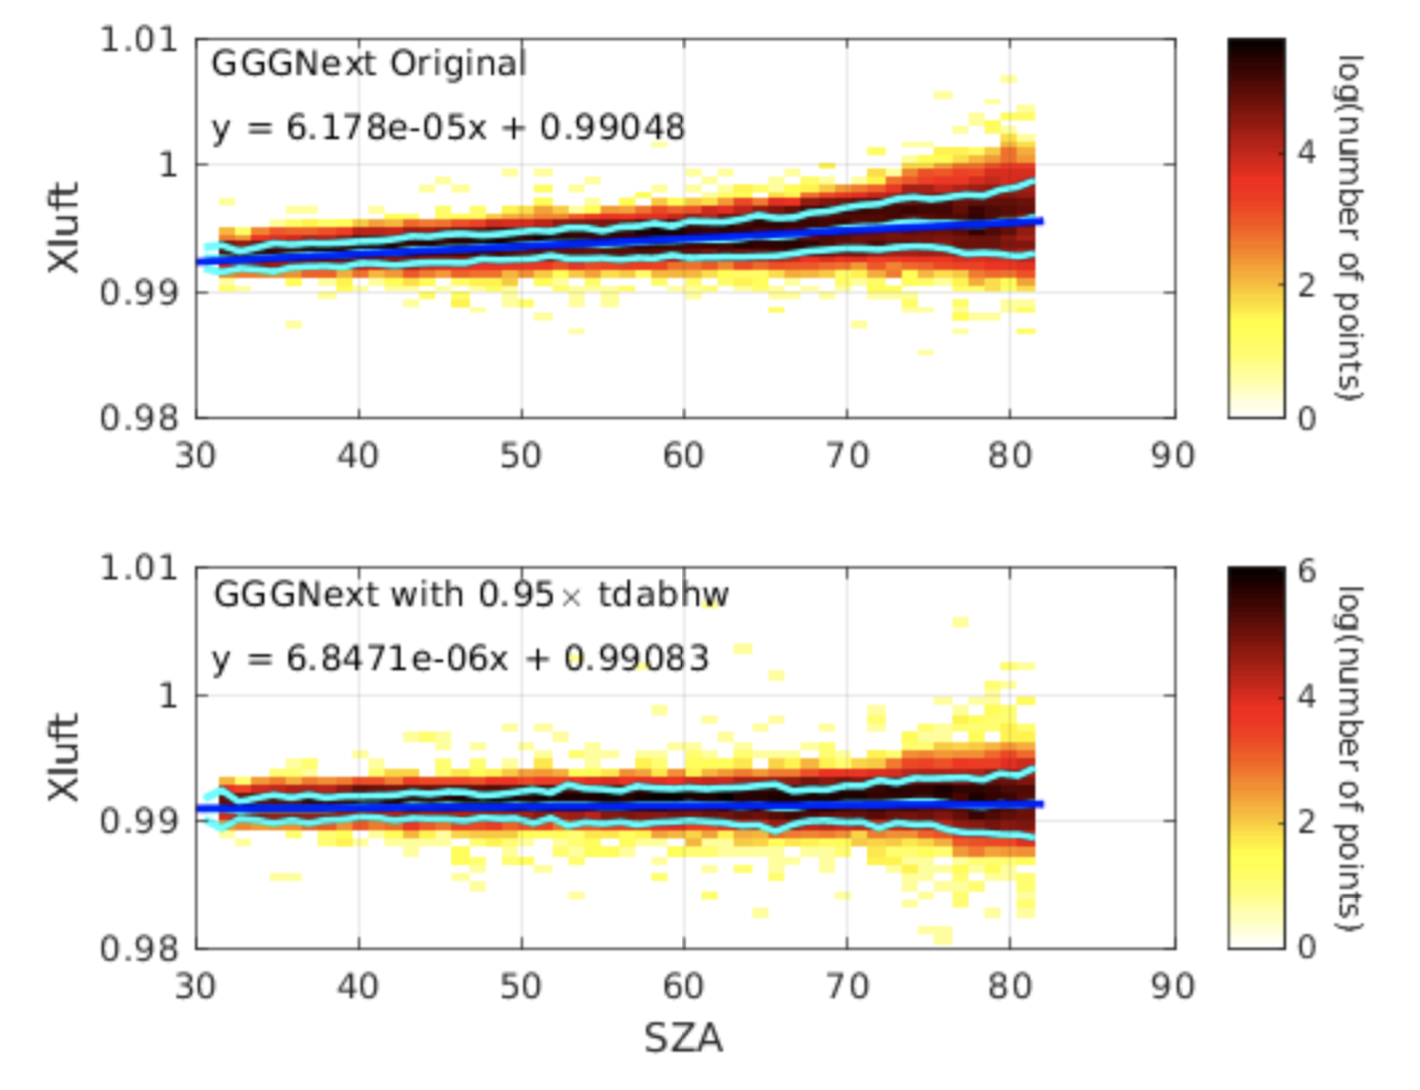 1.01
GGGNext Original
y = 6.178e-05x + 0.99048
1
0.99
0.98
Xluft
30 40 50 60 70 80 90
4
2
0
log(number of points)
1.01
GGGNext with 0.95× tdabhw
y = 6.8471e-06x + 0.99083
1
0.99
0.98
Xluft
30 40 50 60 70 80 90
SZA
6
4
2
0
log(number of points)